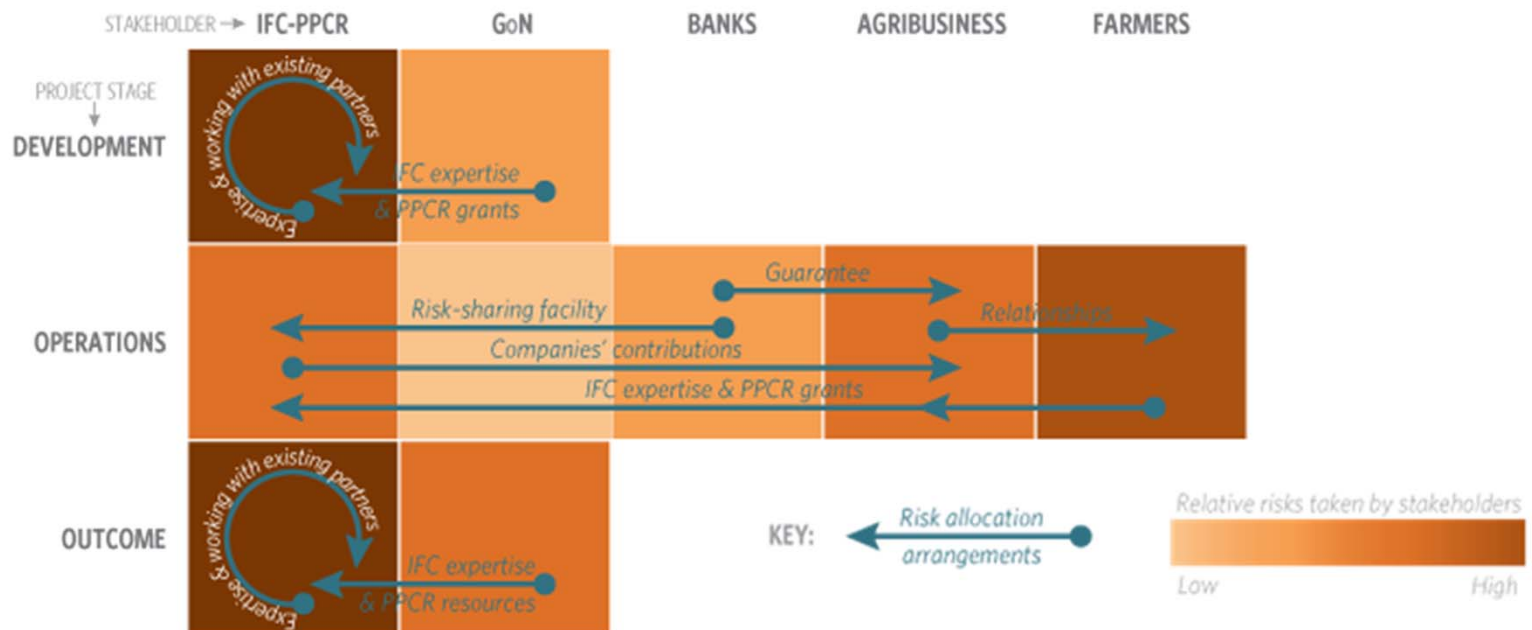 STAKEHOLDER → IFC-PPCR GoN BANKS AGRIBUSINESS FARMERS
PROJECT STAGE
DEVELOPMENT
Expertise & working with existing partners
IFC expertise
& PPCR grants
OPERATIONS
Guarantee
Risk-sharing facility
Relationships
Companies' contributions
IFC expertise & PPCR grants
OUTCOME
Expertise & working with existing partners
IFC expertise
& PPCR resources
KEY:
Risk allocation
arrangements
Relative risks taken by stakeholders
Low High